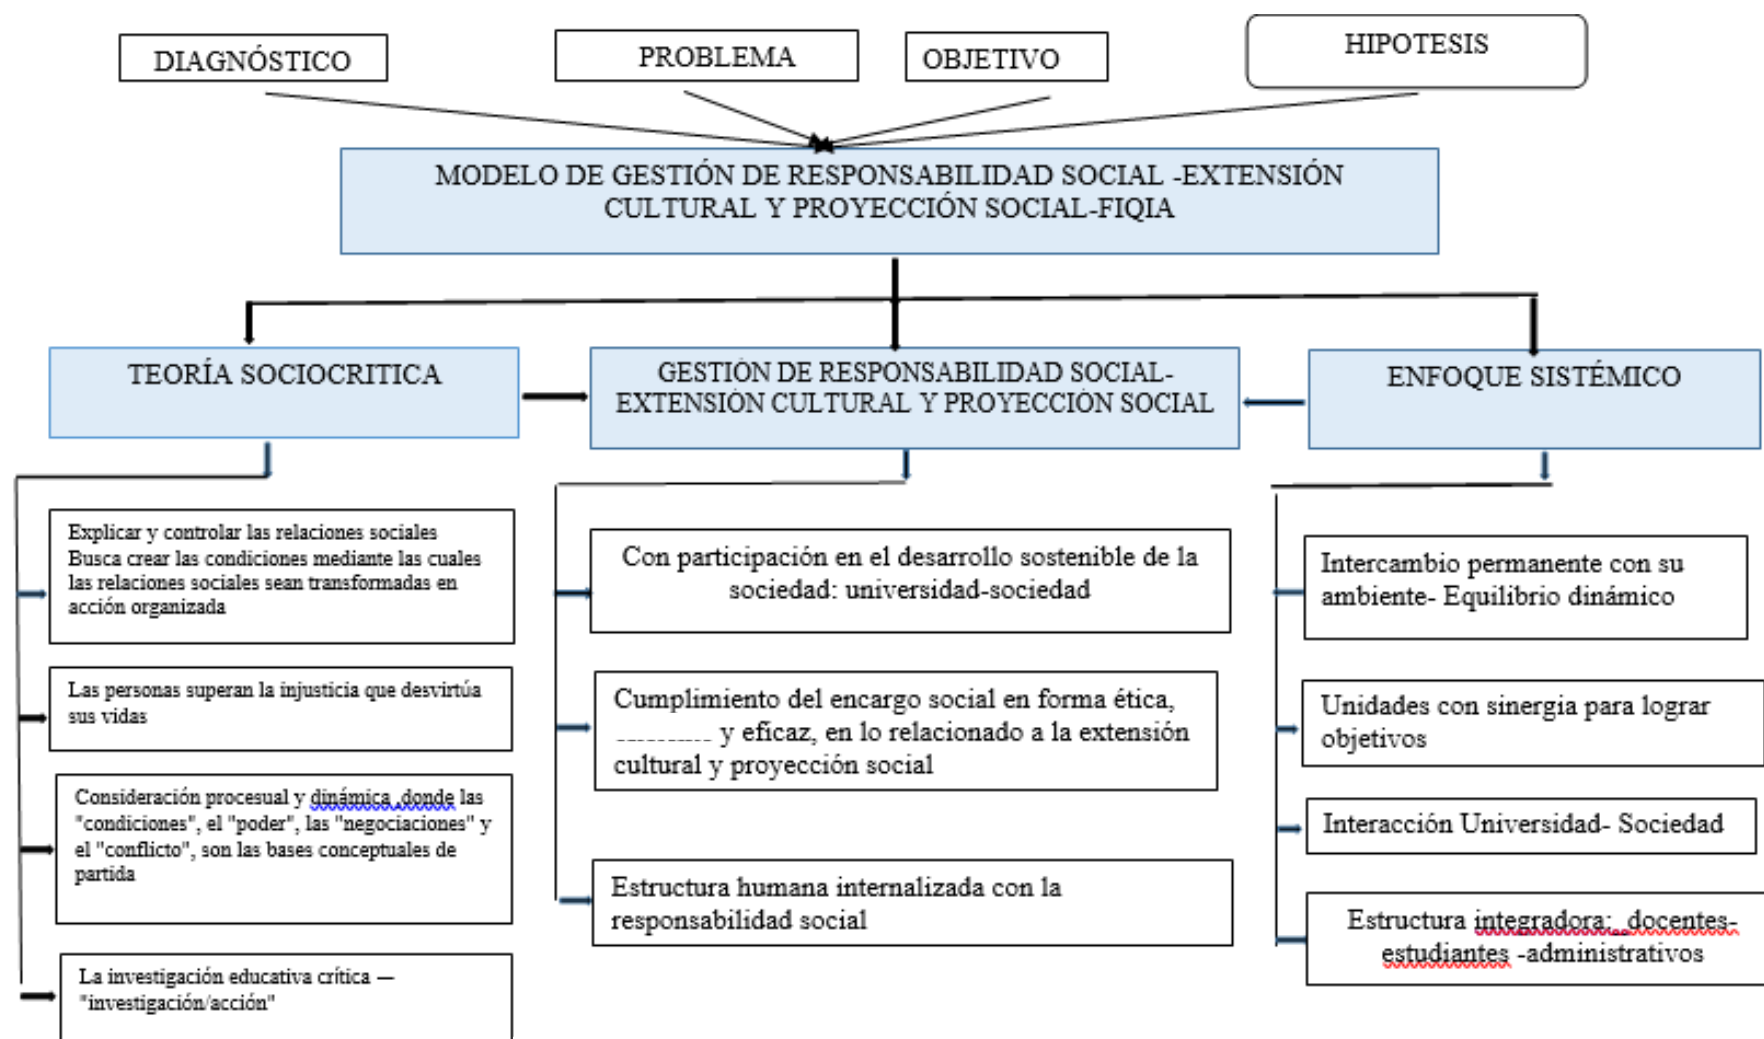 DIAGNÓSTICO
PROBLEMA
OBJETIVO
HIPOTESIS
MODELO DE GESTIÓN DE RESPONSABILIDAD SOCIAL -EXTENSIÓN
CULTURAL Y PROYECCIÓN SOCIAL-FIQIA
TEORÍA SOCIOCRITICA
GESTIÓN DE RESPONSABILIDAD SOCIAL-
EXTENSIÓN CULTURAL Y PROYECCIÓN SOCIAL
ENFOQUE SISTÉMICO
Explicar y controlar las relaciones sociales
Busca crear las condiciones mediante las cuales
las relaciones sociales sean transformadas en
acción organizada
Las personas superan la injusticia que desvirtúa
sus vidas
Consideración procesual y dinámica ,donde las
"condiciones", el "poder", las "negociaciones" y
el "conflicto", son las bases conceptuales de
partida
La investigación educativa crítica —
"investigación/acción"
Con participación en el desarrollo sostenible de la
sociedad: universidad-sociedad
Cumplimiento del encargo social en forma ética,
y eficaz, en lo relacionado a la extensión
cultural y proyección social
Estructura humana internalizada con la
responsabilidad social
Intercambio permanente con su
ambiente- Equilibrio dinámico
Unidades con sinergia para lograr
objetivos
Interacción Universidad- Sociedad
Estructura integradora: docentes-
estudiantes -administrativos